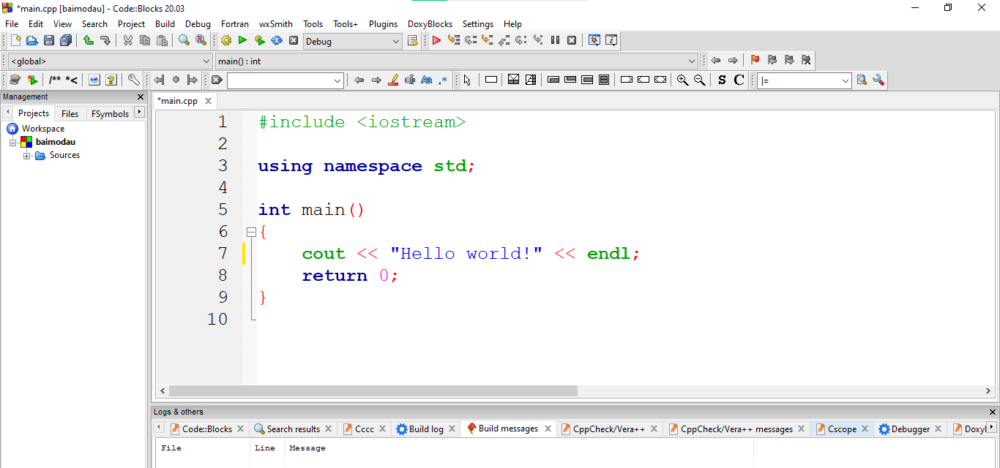 *main.cpp [baimodau] - Code::Blocks 20.03
File Edit View Search Project Build Debug Fortran wxSmith Tools Tools+ Plugins DoxyBlocks Settings Help
Debug
<global> main() : int
/** *< Aa .* S C |=
Management
*main.cpp
Projects Files FSymbols
Workspace
baimodau
Sources
1 #include <iostream>
2
3 using namespace std;
4
5 int main()
6 {
7 cout << "Hello world!" << endl;
8 return 0;
9 }
10
Logs & others
Code::Blocks Search results Cccc Build log Build messages CppCheck/Vera++ CppCheck/Vera++ messages Cscope Debugger Doxyl
File Line Message